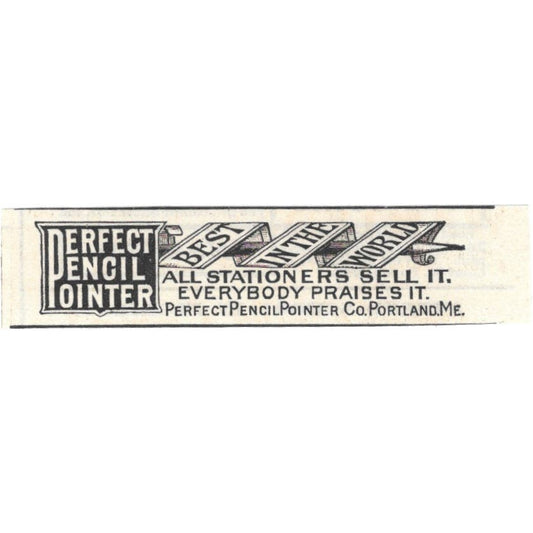 PERFECT
PENCIL
POINTER
BEST IN THE WORLD
ALL STATIONERS SELL IT.
EVERYBODY PRAISES IT.
PERFECT PENCIL POINTER CO. PORTLAND, ME.